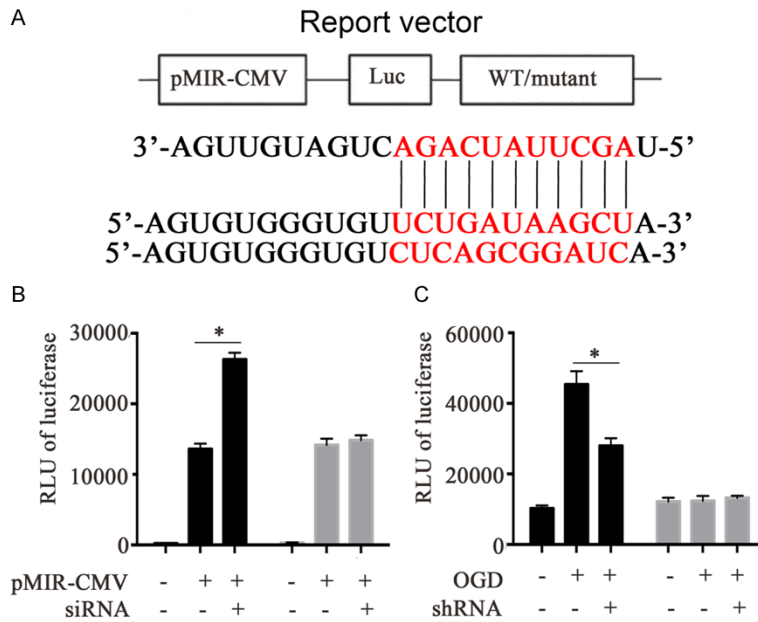 A
Report vector
pMIR-CMV Luc WT/mutant
3'-AGUUGUAGUCAGACUAUUCGAU-5'
5'-AGUGUGGGUGUUCUGAUAAGCUA-3'
5'-AGUGUGGGUGUCUCAGCGGAUCA-3'
B
RLU of luciferase
30000
20000
10000
0
*
pMIR-CMV - + + - + +
siRNA + +
C
RLU of luciferase
60000
40000
20000
0
*
OGD - + + - + +
shRNA + +